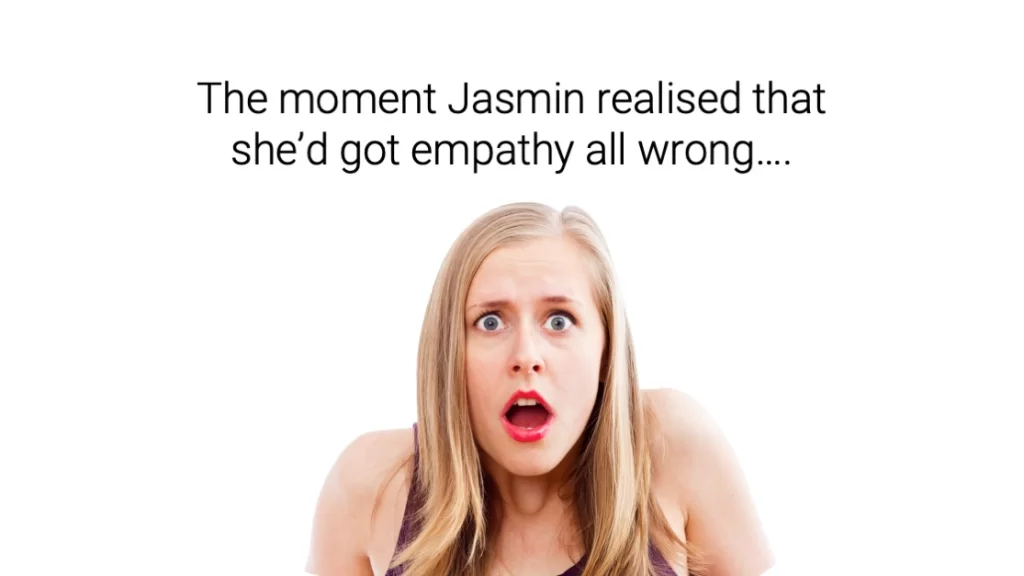 The moment Jasmin realised that
she’d got empathy all wrong….